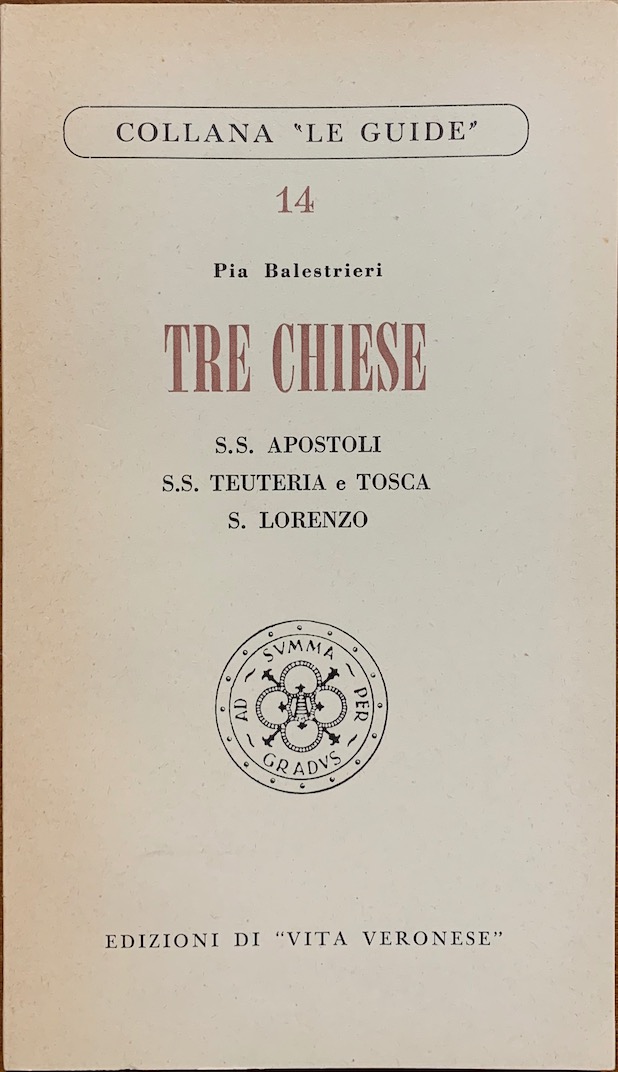 COLLANA "LE GUIDE"
14
Pia Balestrieri
TRE CHIESE
S.S. APOSTOLI
S.S. TEUTERIA e TOSCA
S. LORENZO
AD SVMMA PER GRADVS
EDIZIONI DI "VITA VERONESE"